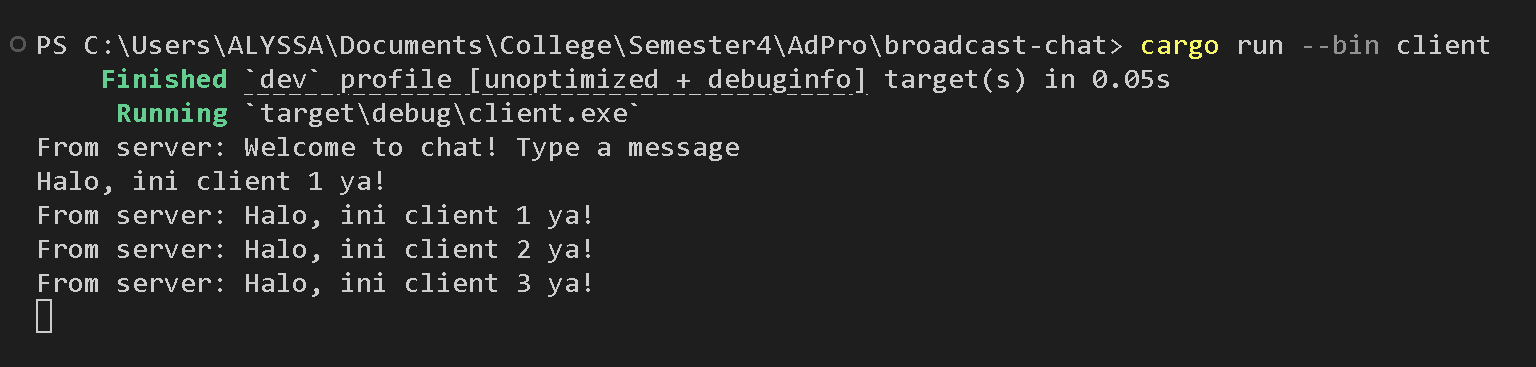 PS C:\Users\ALYSSA\Documents\College\Semester4\AdPro\broadcast-chat> cargo run --bin client
Finished `dev` profile [unoptimized + debuginfo] target(s) in 0.05s
Running `target\debug\client.exe`
From server: Welcome to chat! Type a message
Halo, ini client 1 ya!
From server: Halo, ini client 1 ya!
From server: Halo, ini client 2 ya!
From server: Halo, ini client 3 ya!